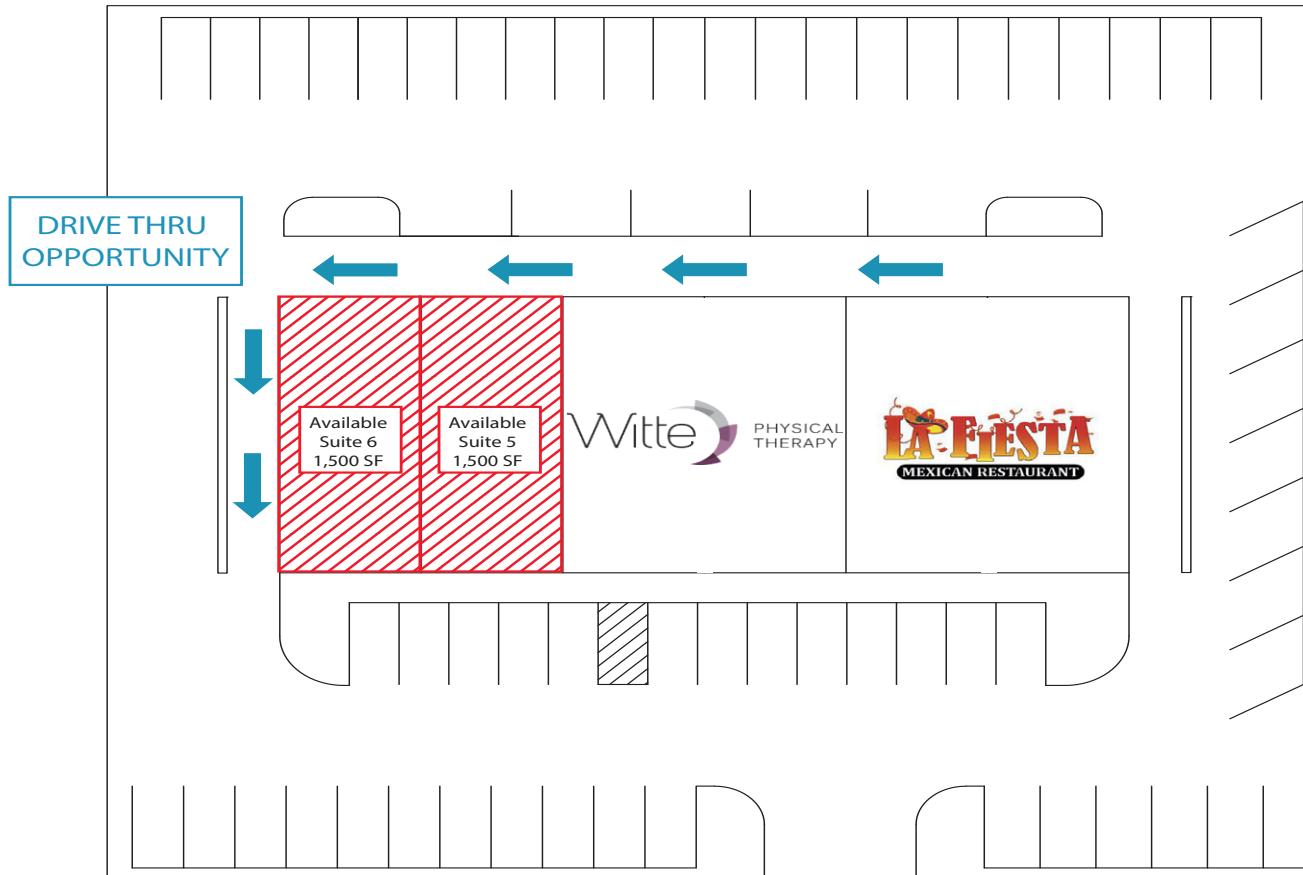 DRIVE THRU
OPPORTUNITY
Available
Suite 6
1,500 SF
Available
Suite 5
1,500 SF
Witte
PHYSICAL
THERAPY
LA FIESTA
MEXICAN RESTAURANT